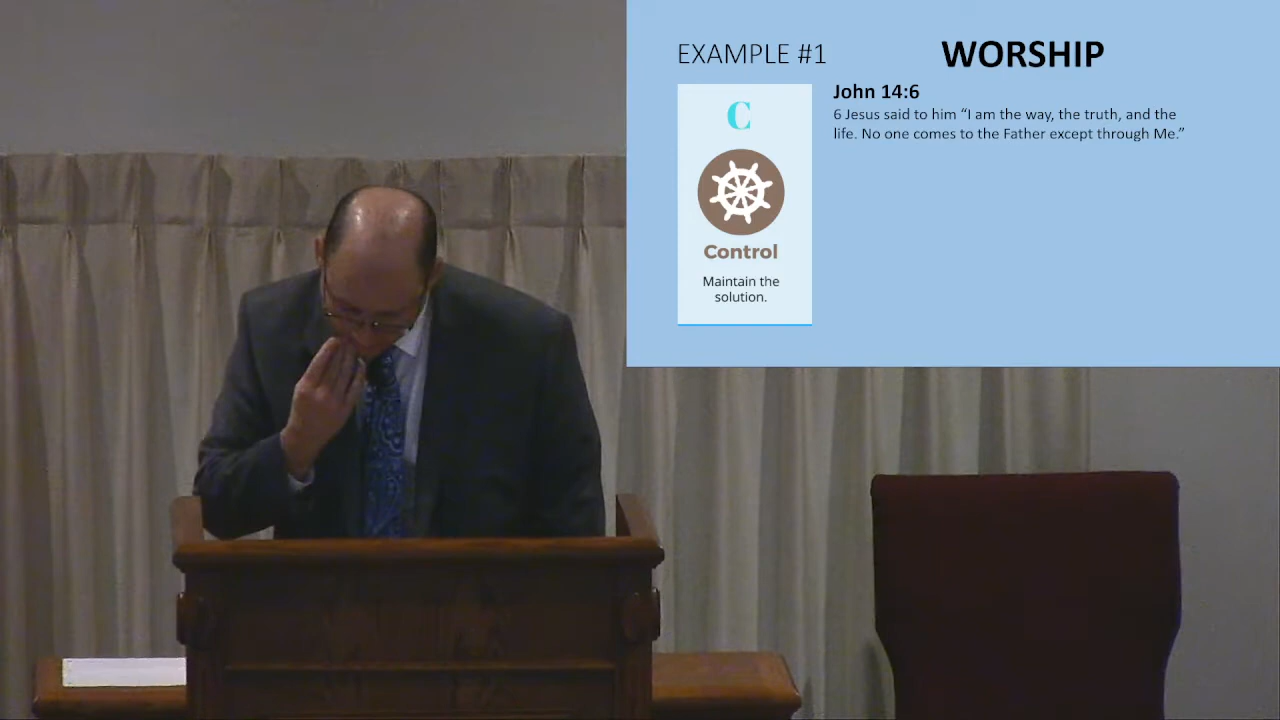 EXAMPLE #1
WORSHIP
C
Control
Maintain the
solution.
John 14:6
6 Jesus said to him “I am the way, the truth, and the
life. No one comes to the Father except through Me.”